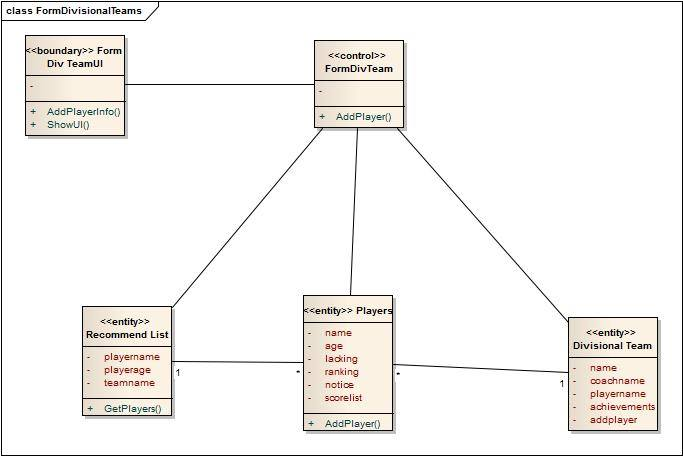 class FormDivisionalTeams
<<boundary>> Form
Div TeamUI
-
+ AddPlayerInfo()
+ ShowUI()
<<control>>
FormDivTeam
-
+ AddPlayer()
<<entity>>
Recommend List
- playername
- playerage
- teamname
+ GetPlayers()
1
*
<<entity>> Players
- name
- age
- lacking
- ranking
- notice
- scorelist
+ AddPlayer()
*
1
<<entity>>
Divisional Team
- name
- coachname
- playername
- achievements
- addplayer